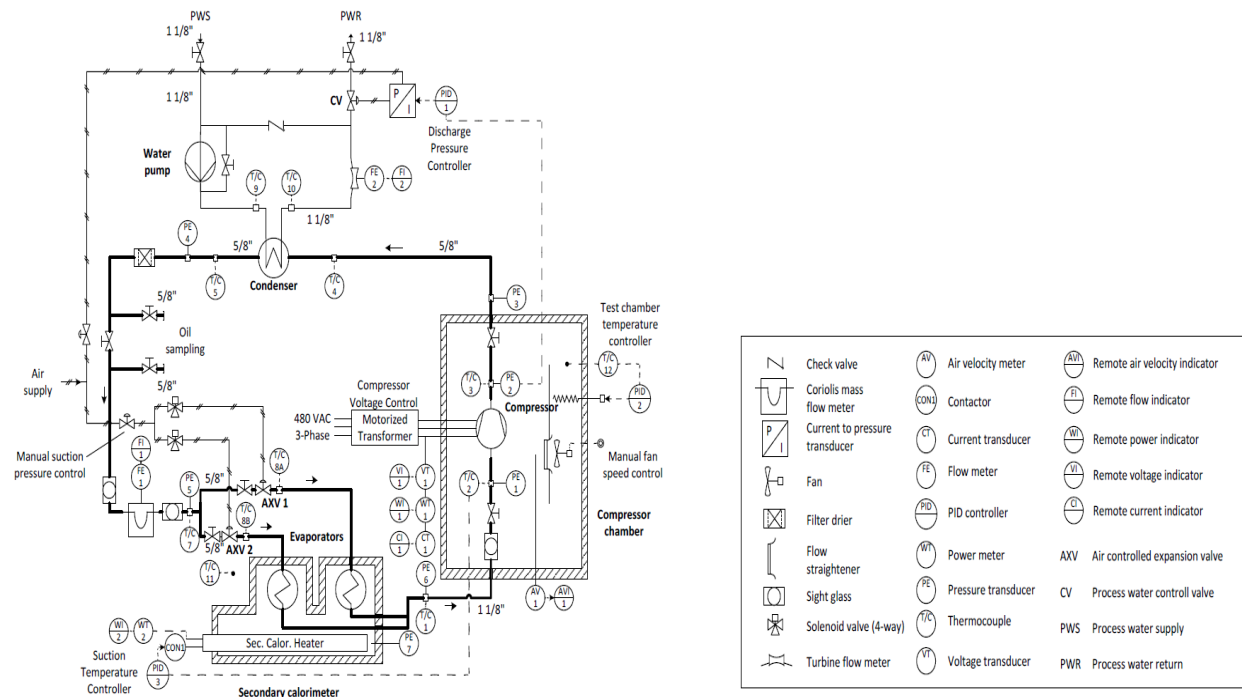 PWS
PWR
1 1/8"
1 1/8"
1 1/8"
CV
P
I
PID
1
Discharge
Pressure
Controller
Water
pump
T/C
9
T/C
10
FE
2
FI
2
1 1/8"
PE
4
5/8"
5/8"
T/C
5
Condenser
T/C
4
PE
3
5/8"
Oil
sampling
5/8"
Air
supply
Test chamber
temperature
controller
T/C
12
T/C
3
PE
2
PID
2
Compressor
Compressor
Voltage Control
480 VAC
3-Phase
Motorized
Transformer
Manual fan
speed control
Manual suction
pressure control
FI
1
FE
1
PE
5
5/8"
T/C
8A
AXV 1
T/C
7
T/C
8B
5/8"
AXV 2
Evaporators
T/C
11
VI
1
VT
1
WI
1
WT
1
CI
1
CT
1
T/C
2
PE
1
Compressor
chamber
PE
6
T/C
1
1 1/8"
AV
1
AVI
1
WI
2
WT
2
CON1
Sec. Calor. Heater
PE
7
Suction
Temperature
Controller
PID
3
Secondary calorimeter
Check valve
Coriolis mass
flow meter
P
I
Current to pressure
transducer
Fan
Filter drier
Flow
straightener
Sight glass
Solenoid valve (4-way)
Turbine flow meter
AV
Air velocity meter
CON1
Contactor
CT
Current transducer
FE
Flow meter
PID
PID controller
WT
Power meter
PE
Pressure transducer
T/C
Thermocouple
VT
Voltage transducer
AVI
Remote air velocity indicator
FI
Remote flow indicator
WI
Remote power indicator
VI
Remote voltage indicator
CI
Remote current indicator
AXV
Air controlled expansion valve
CV
Process water controll valve
PWS
Process water supply
PWR
Process water return